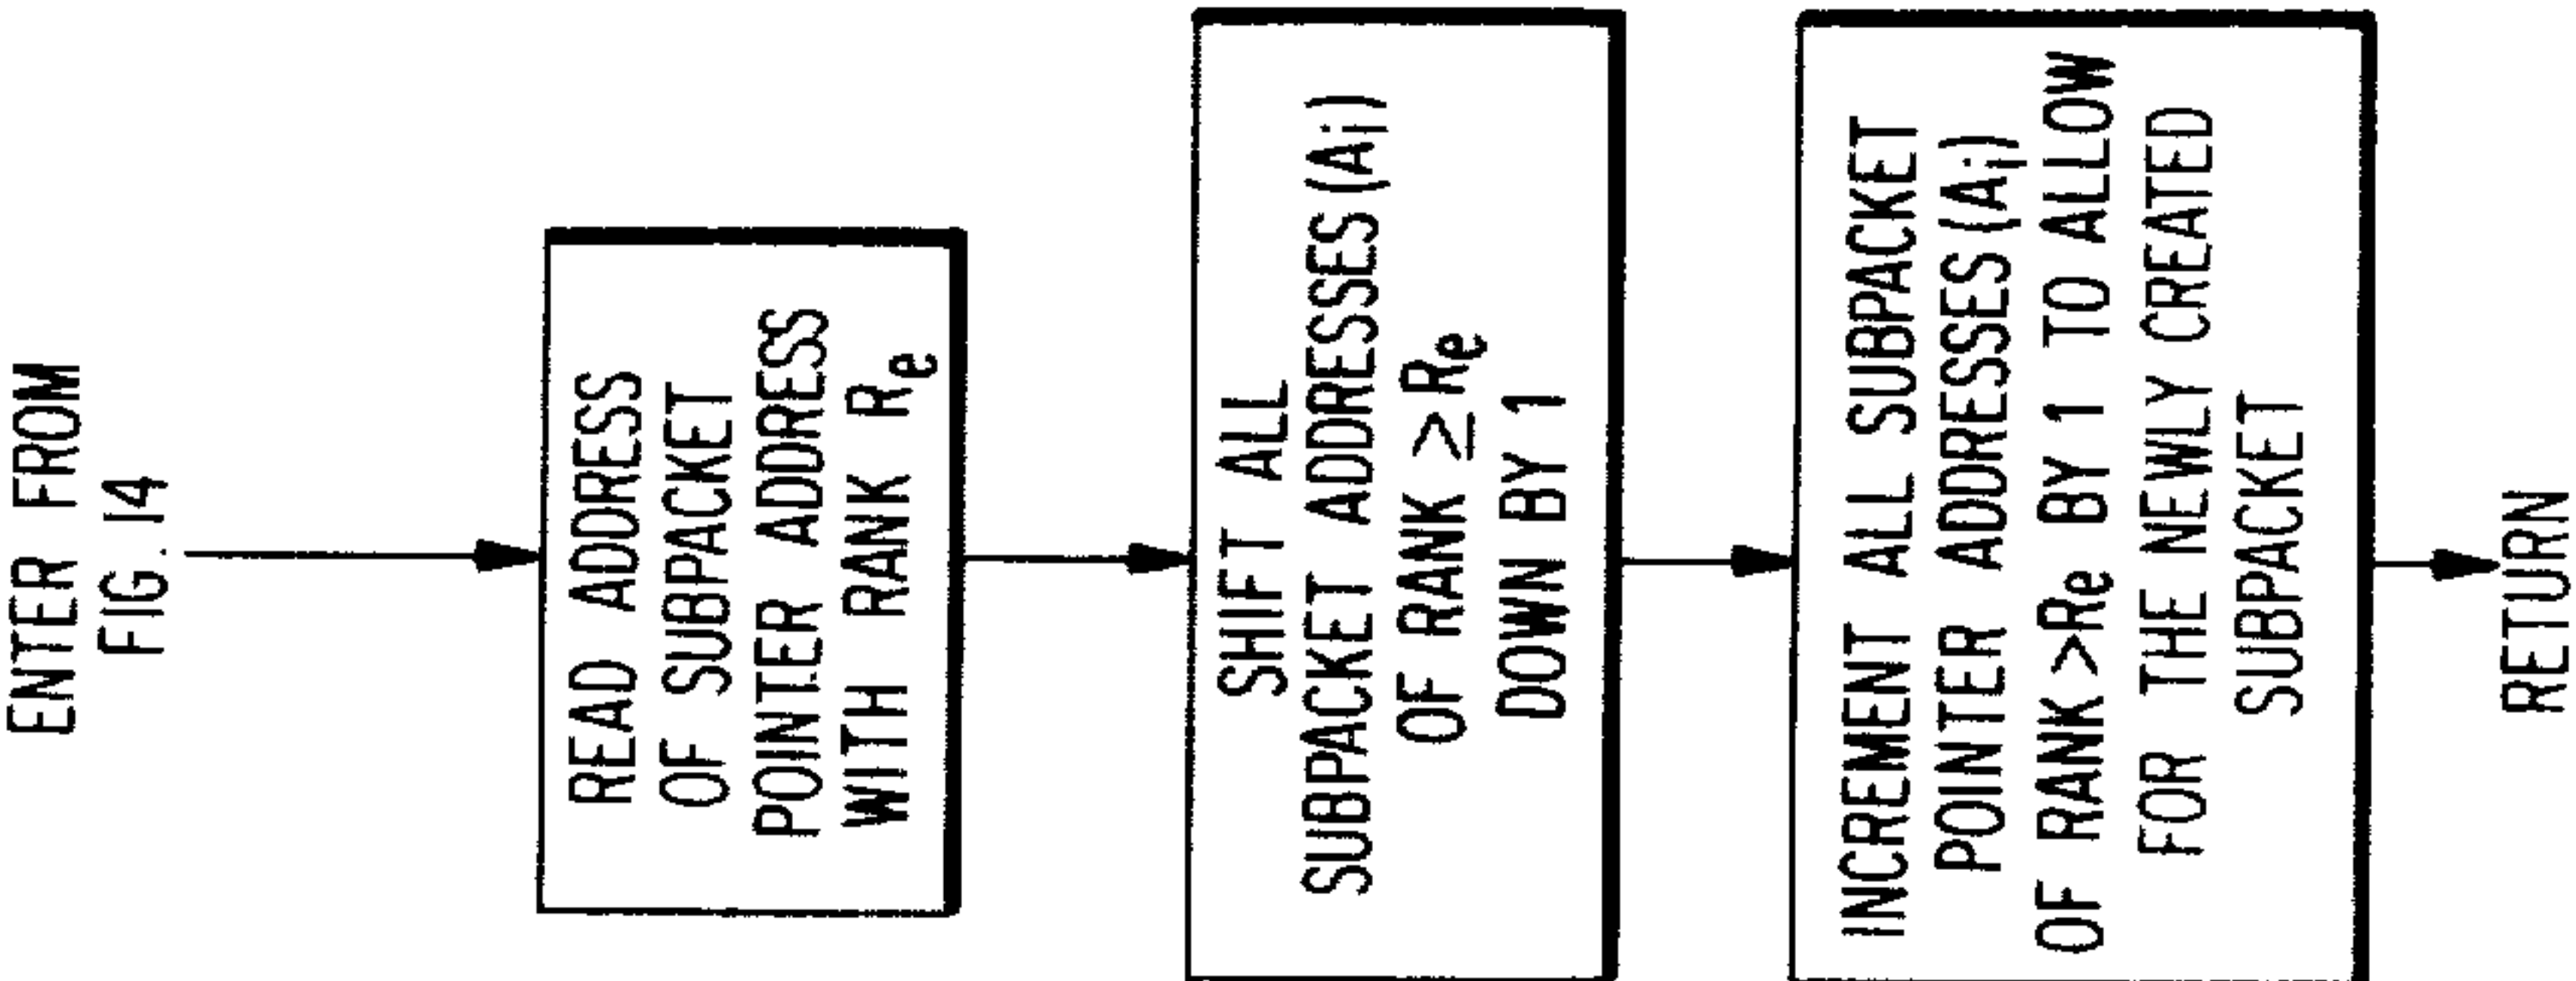 ENTER FROM
FIG. 14
READ ADDRESS
OF SUBPACKET
POINTER ADDRESS
WITH RANK Re
SHIFT ALL
SUBPACKET ADDRESSES (Ai)
OF RANK ≥Re
DOWN BY 1
INCREMENT ALL SUBPACKET
POINTER ADDRESSES (Ai)
OF RANK >Re BY 1 TO ALLOW
FOR THE NEWLY CREATED
SUBPACKET
RETURN